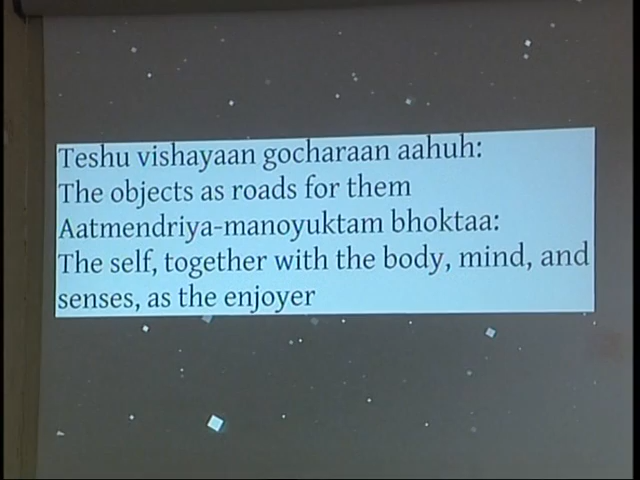 Teshu vishayaan gocharaan aahuh:
The objects as roads for them
Aatmendriya-manoyuktam bhoktaa:
The self, together with the body, mind, and
senses, as the enjoyer